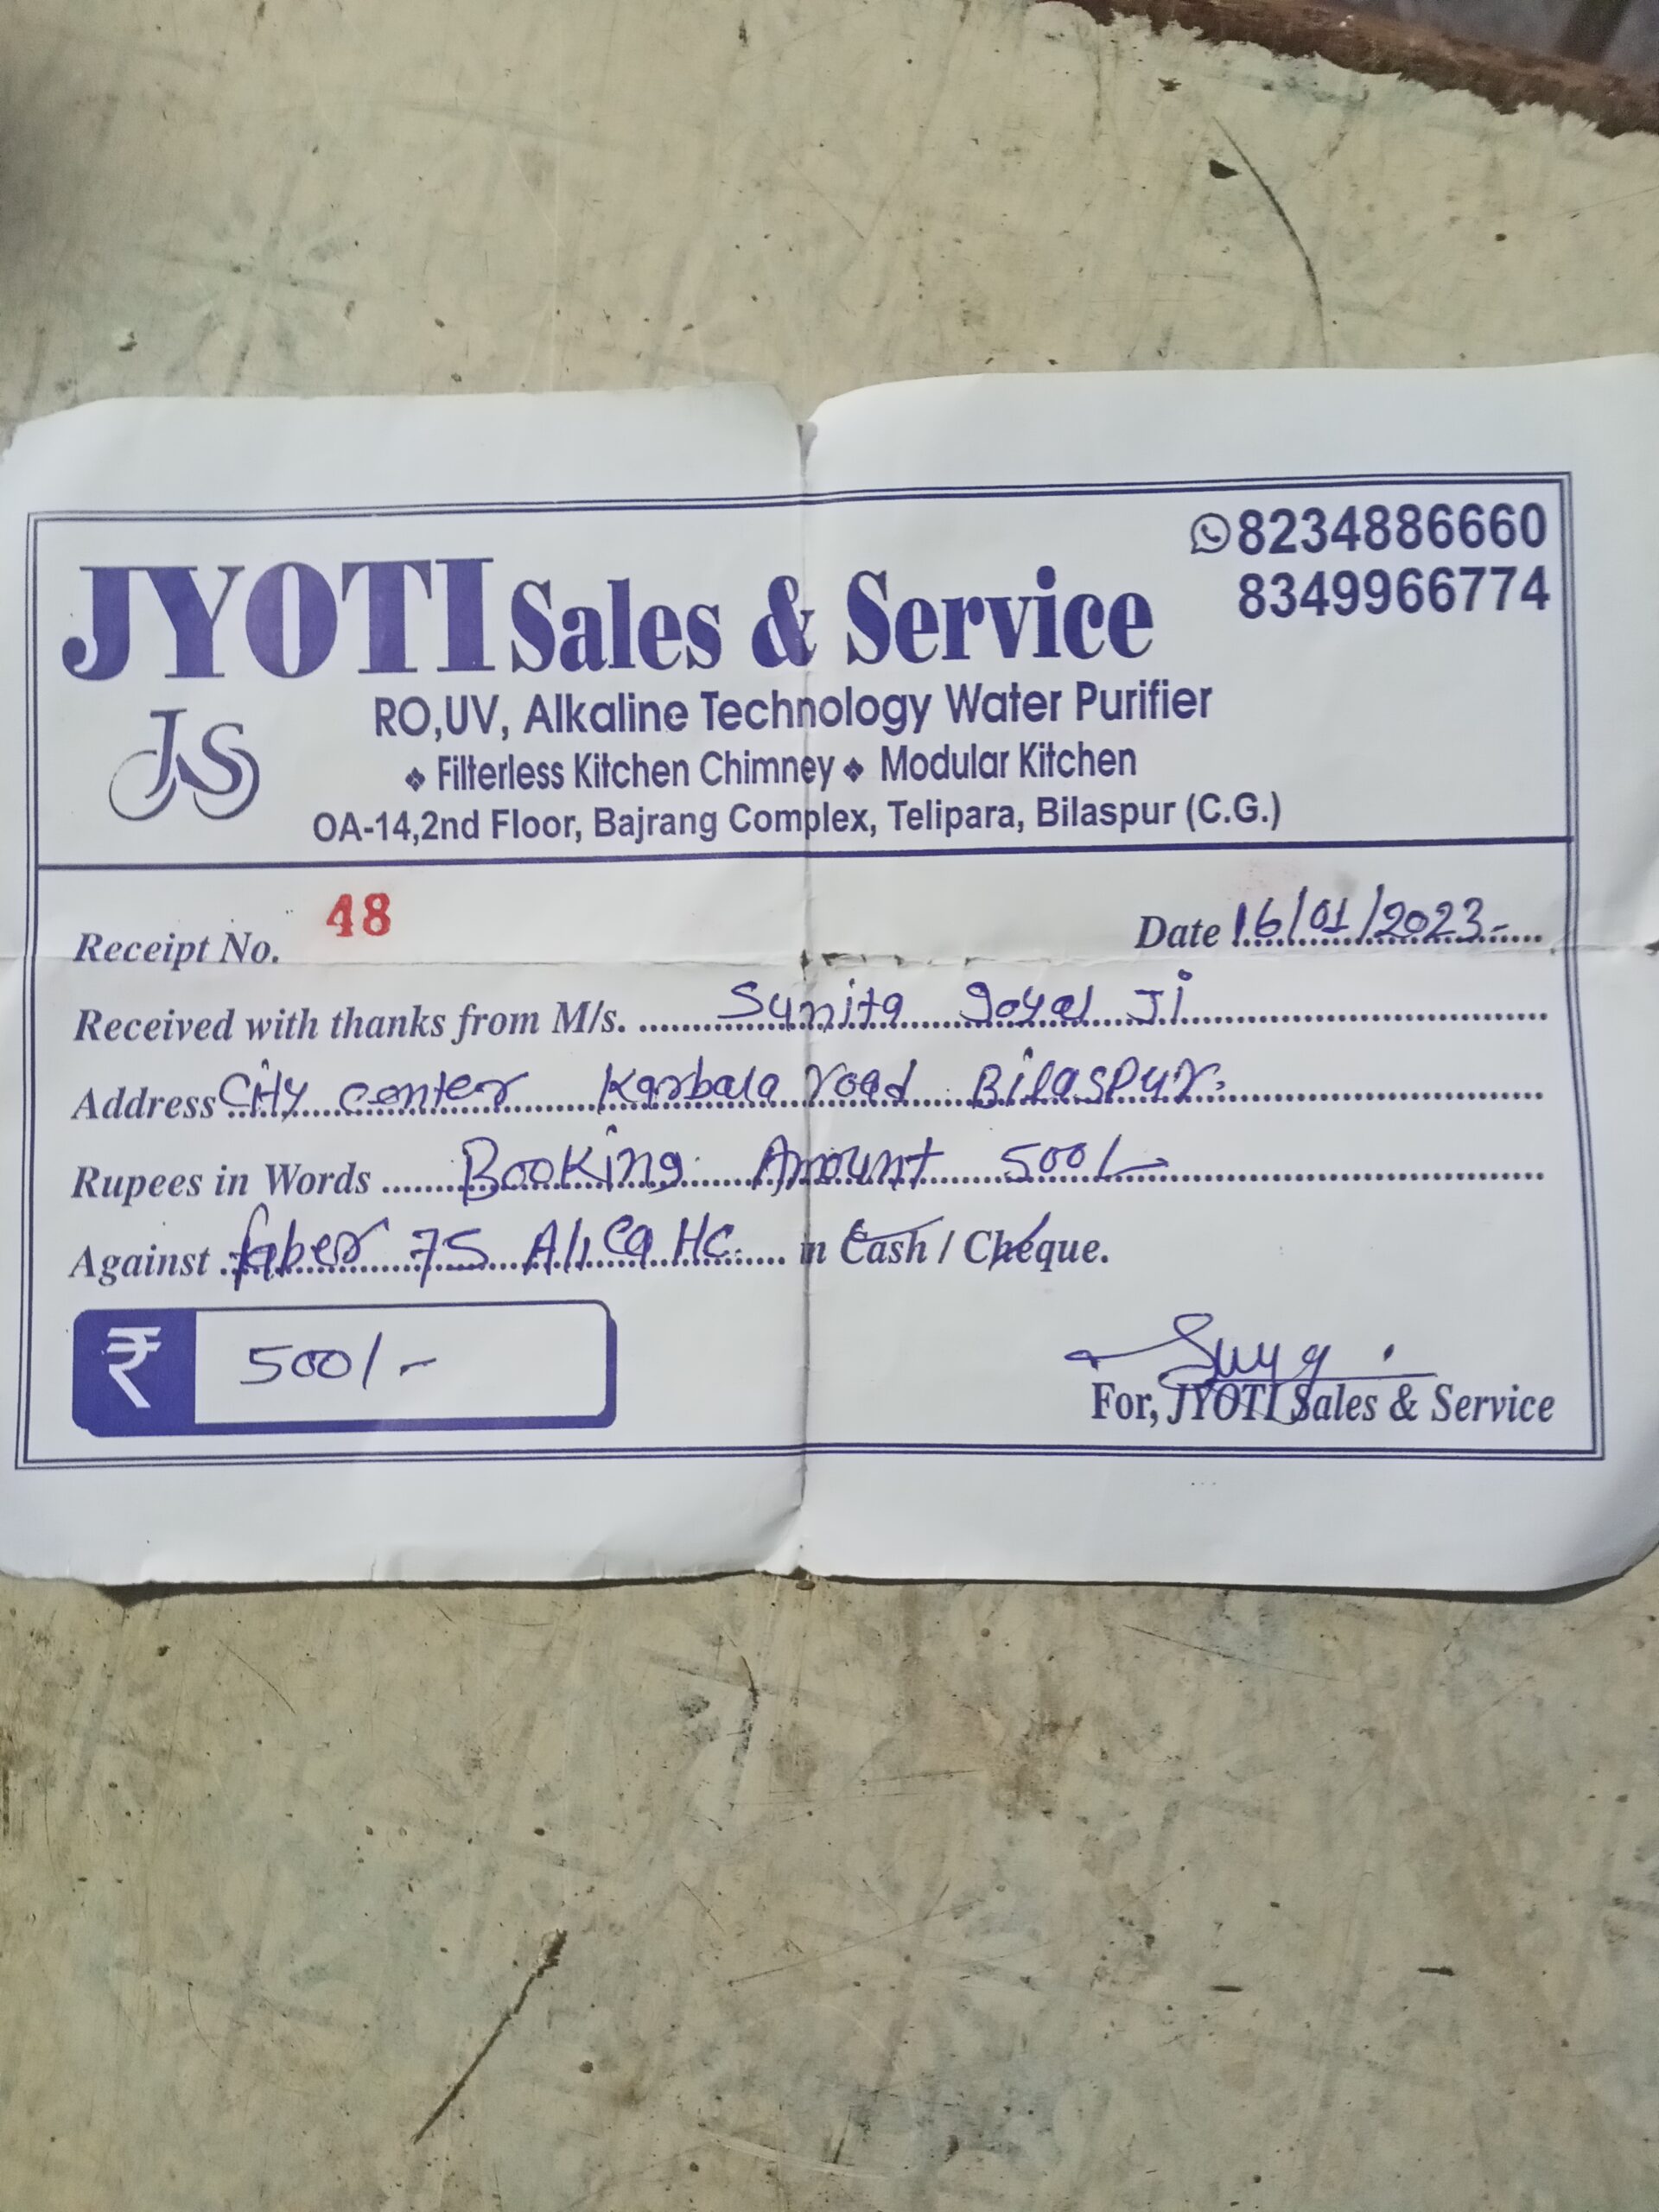 JYOTI Sales & Service
8234886660
8349966774
JS
RO,UV, Alkaline Technology Water Purifier
❖ Filterless Kitchen Chimney ❖ Modular Kitchen
OA-14,2nd Floor, Bajrang Complex, Telipara, Bilaspur (C.G.)
Receipt No. 48
Date 16/01/2023-
Received with thanks from M/s. Sunita goyal Ji
Address City center Karbala road Bilaspur
Rupees in Words Booking Amount 500/-
Against faber 75 Alica HC in Cash / Cheque.
₹ 500/-
For, JYOTI Sales & Service